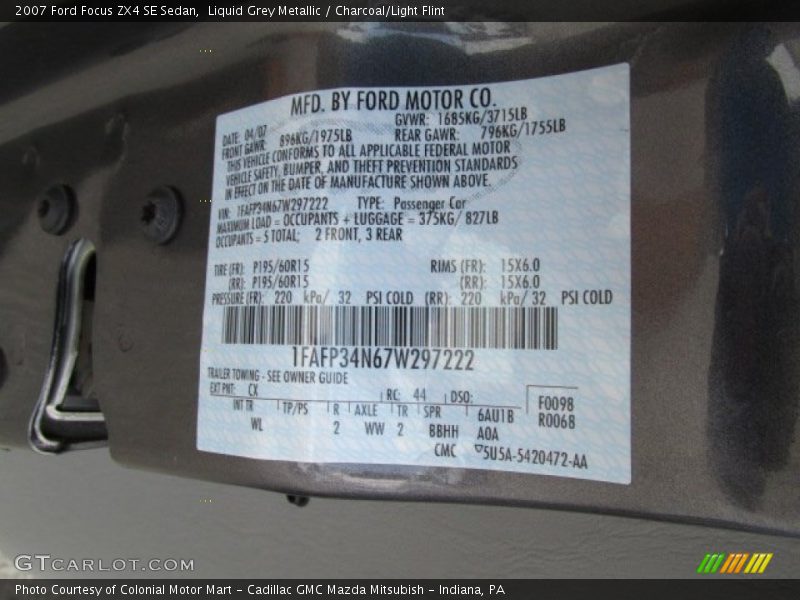 2007 Ford Focus ZX4 SE Sedan,  Liquid Grey Metallic / Charcoal/Light Flint
MFD. BY FORD MOTOR CO.
DATE: 04/07 GVWR: 1685KG/3715LB
FRONT GAWR: 896KG/1975LB REAR GAWR: 796KG/1755LB
THIS VEHICLE CONFORMS TO ALL APPLICABLE FEDERAL MOTOR
VEHICLE SAFETY, BUMPER, AND THEFT PREVENTION STANDARDS
IN EFFECT ON THE DATE OF MANUFACTURE SHOWN ABOVE.
VIN: 1FAFP34N67W297222 TYPE: Passenger Car
MAXIMUM LOAD = OCCUPANTS + LUGGAGE = 375KG/ 827LB
OCCUPANTS = 5 TOTAL; 2 FRONT, 3 REAR
TIRE (FR): P195/60R15 RIMS (FR): 15X6.0
(RR): P195/60R15 (RR): 15X6.0
PRESSURE (FR): 220 kPa/ 32 PSI COLD (RR): 220 kPa/ 32 PSI COLD
1FAFP34N67W297222
TRAILER TOWING - SEE OWNER GUIDE
EXT PNT: CX RC: 44 DSO: F0098
INT TR TP/PS R AXLE TR SPR 6AU1B R0068
WL 2 WW 2 BBHH A0A
CMC 5U5A-5420472-AA
GTCARLOT.COM
Photo Courtesy of Colonial Motor Mart - Cadillac GMC Mazda Mitsubish - Indiana, PA